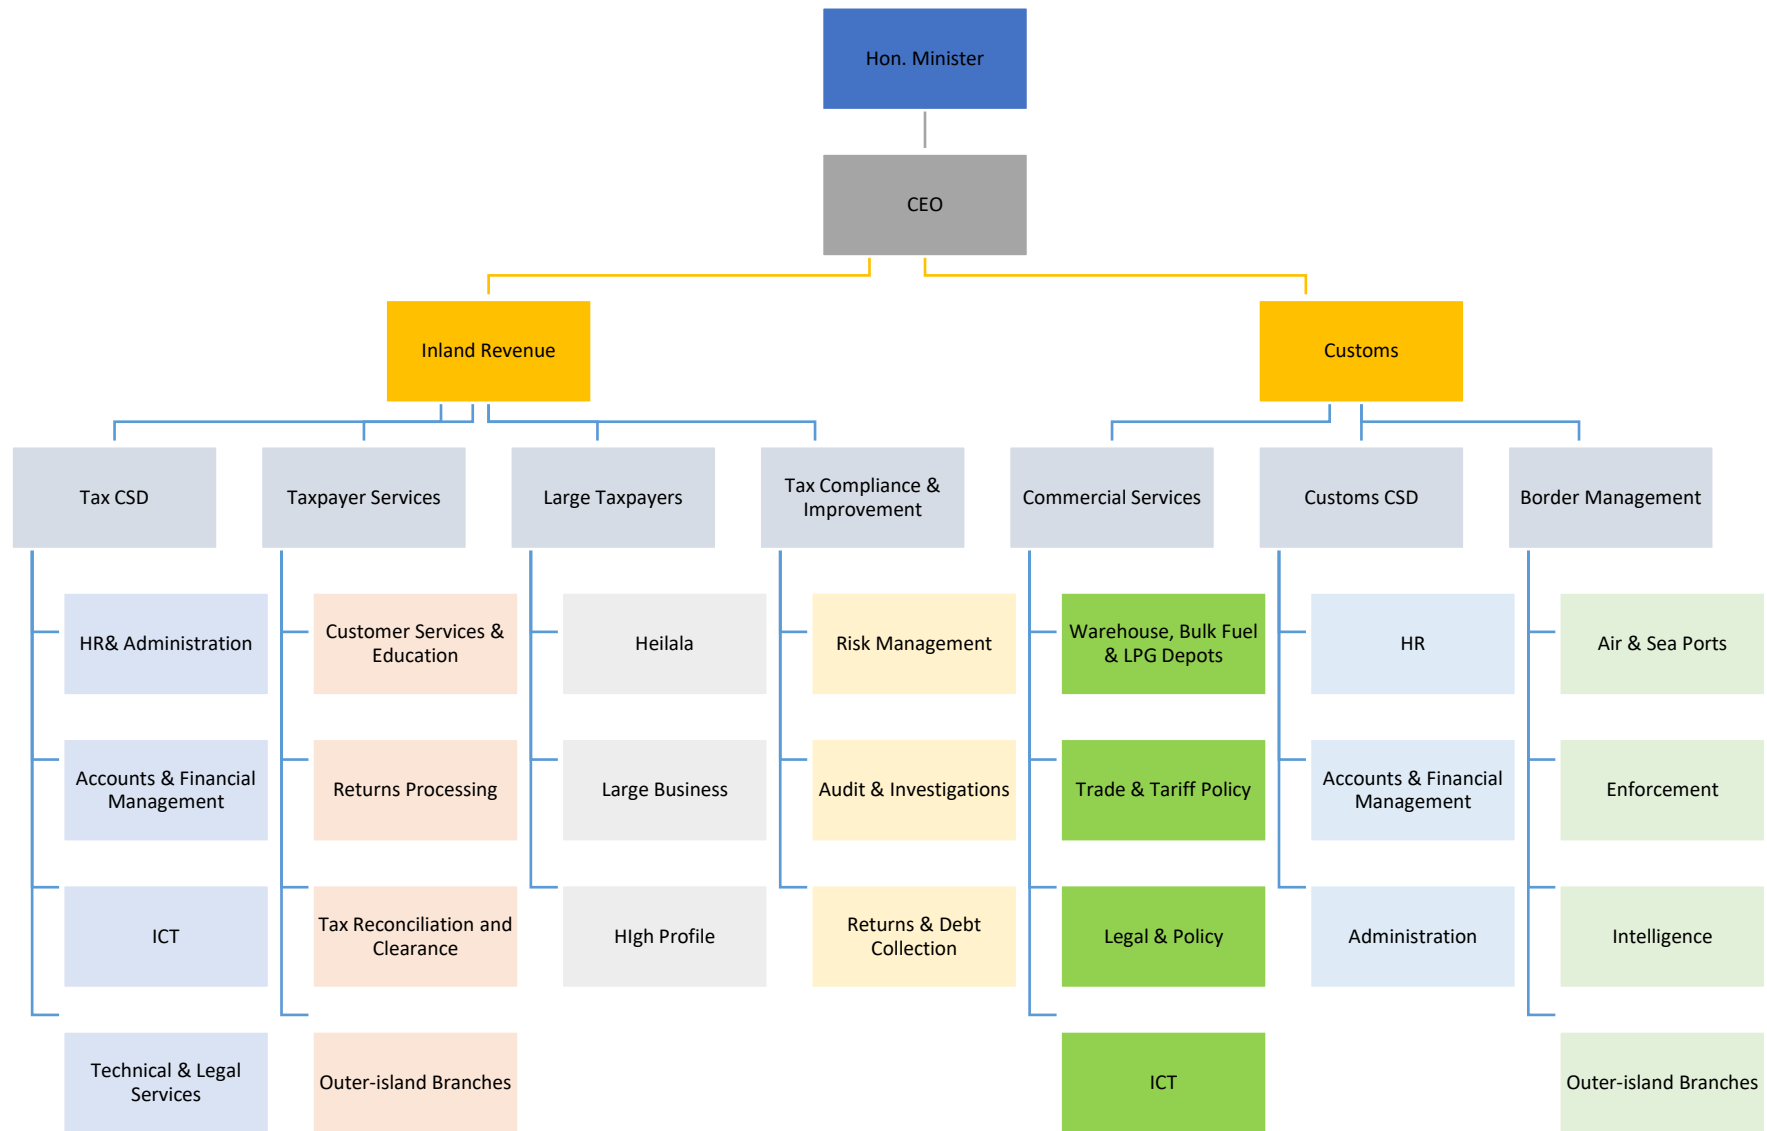 Hon. Minister
CEO
Inland Revenue
Customs
Tax CSD
Taxpayer Services
Large Taxpayers
Tax Compliance &
Improvement
Commercial Services
Customs CSD
Border Management
HR& Administration
Customer Services &
Education
Heilala
Risk Management
Warehouse, Bulk Fuel
& LPG Depots
HR
Air & Sea Ports
Accounts & Financial
Management
Returns Processing
Large Business
Audit & Investigations
Trade & Tariff Policy
Accounts & Financial
Management
Enforcement
ICT
Tax Reconciliation and
Clearance
HIgh Profile
Returns & Debt
Collection
Legal & Policy
Administration
Intelligence
Technical & Legal
Services
Outer-island Branches
ICT
Outer-island Branches